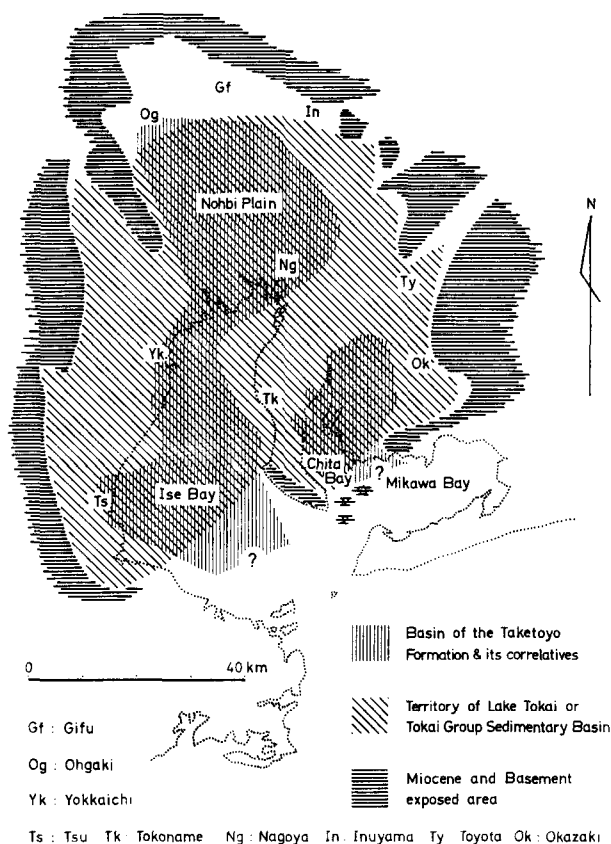 Gf
Og
In
Nohbi Plain
N
Ng
Ty
Yk
Ok
Tk
Chita
Bay
?
Mikawa Bay
Ts
Ise Bay
?
Basin of the Taketoyo
Formation & its correlatives
0 40 km
Territory of Lake Tokai or
Tokai Group Sedimentary Basin
Gf : Gifu
Og : Ohgaki
Miocene and Basement
exposed area
Yk : Yokkaichi
Ts : Tsu Tk Tokoname Ng : Nagoya In : Inuyama Ty Toyota Ok : Okazaki